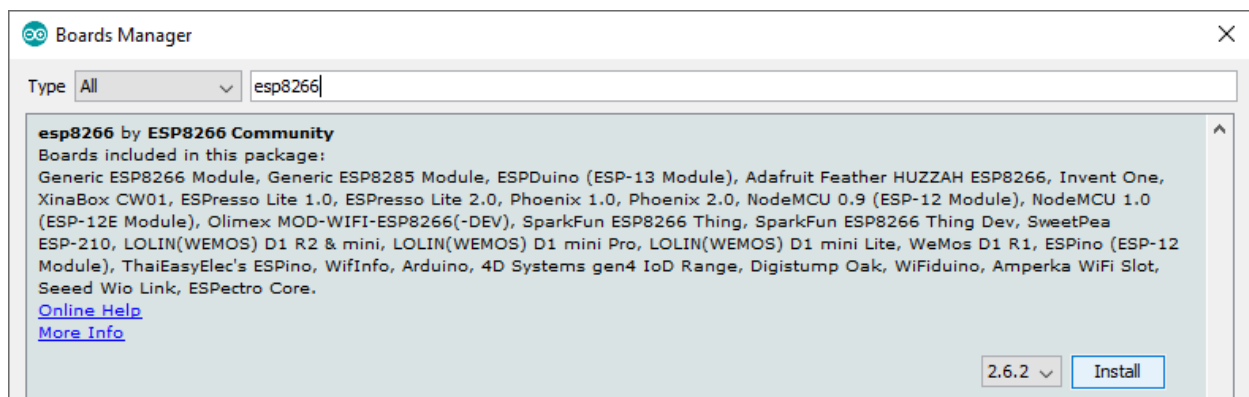 Boards Manager
Type All esp8266
esp8266 by ESP8266 Community
Boards included in this package:
Generic ESP8266 Module, Generic ESP8285 Module, ESPDuino (ESP-13 Module), Adafruit Feather HUZZAH ESP8266, Invent One,
XinaBox CW01, ESPresso Lite 1.0, ESPresso Lite 2.0, Phoenix 1.0, Phoenix 2.0, NodeMCU 0.9 (ESP-12 Module), NodeMCU 1.0
(ESP-12E Module), Olimex MOD-WIFI-ESP8266(-DEV), SparkFun ESP8266 Thing, SparkFun ESP8266 Thing Dev, SweetPea
ESP-210, LOLIN(WEMOS) D1 R2 & mini, LOLIN(WEMOS) D1 mini Pro, LOLIN(WEMOS) D1 mini Lite, WeMos D1 R1, ESPino (ESP-12
Module), ThaiEasyElec's ESPino, WifInfo, Arduino, 4D Systems gen4 IoD Range, Digistump Oak, WiFiduino, Amperka WiFi Slot,
Seeed Wio Link, ESPectro Core.
Online Help
More Info
2.6.2 Install